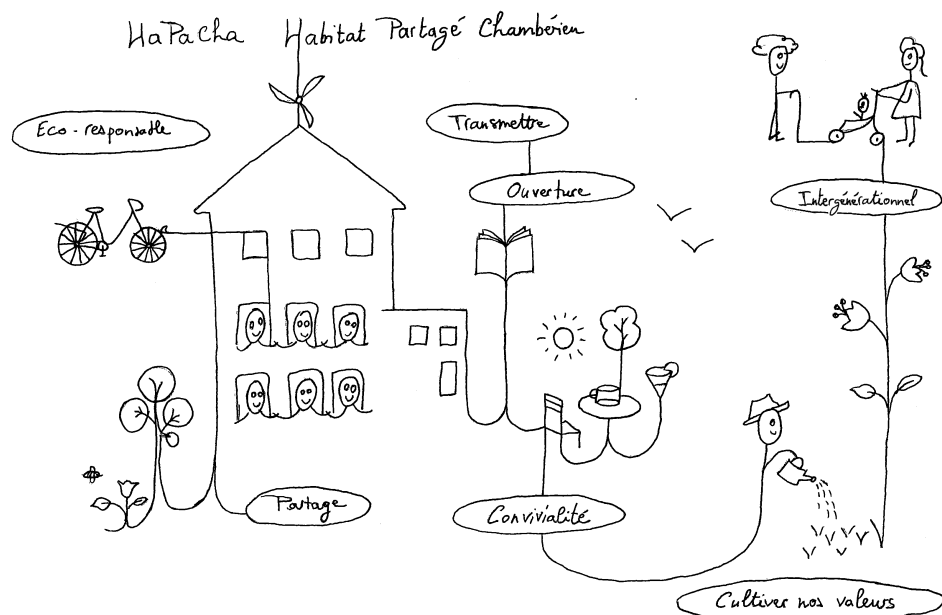 HaPaCha Habitat Partagé Chambérien
Eco-responsable
Transmettre
Ouverture
Intergénérationnel
Partage
Convivialité
Cultiver nos valeurs